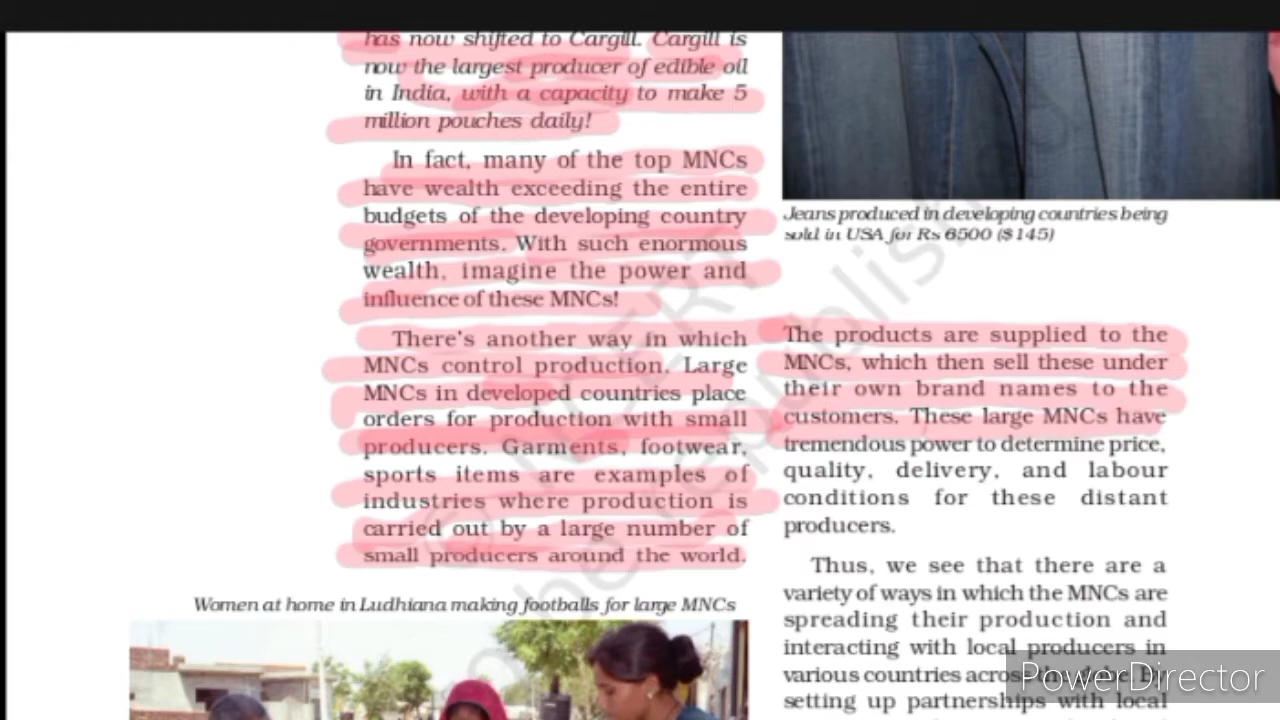 has now shifted to Cargill. Cargill is
now the largest producer of edible oil
in India, with a capacity to make 5
million pouches daily!
In fact, many of the top MNCs
have wealth exceeding the entire
budgets of the developing country
governments. With such enormous
wealth, imagine the power and
influence of these MNCs!
There's another way in which
MNCs control production. Large
MNCs in developed countries place
orders for production with small
producers. Garments, footwear,
sports items are examples of
industries where production is
carried out by a large number of
small producers around the world.
Women at home in Ludhiana making footballs for large MNCs
Jeans produced in developing countries being
sold in USA for Rs 6500 ($145)
The products are supplied to the
MNCs, which then sell these under
their own brand names to the
customers. These large MNCs have
tremendous power to determine price,
quality, delivery, and labour
conditions for these distant
producers.
Thus, we see that there are a
variety of ways in which the MNCs are
spreading their production and
interacting with local producers in
various countries across
setting up partnerships with local
PowerDirector